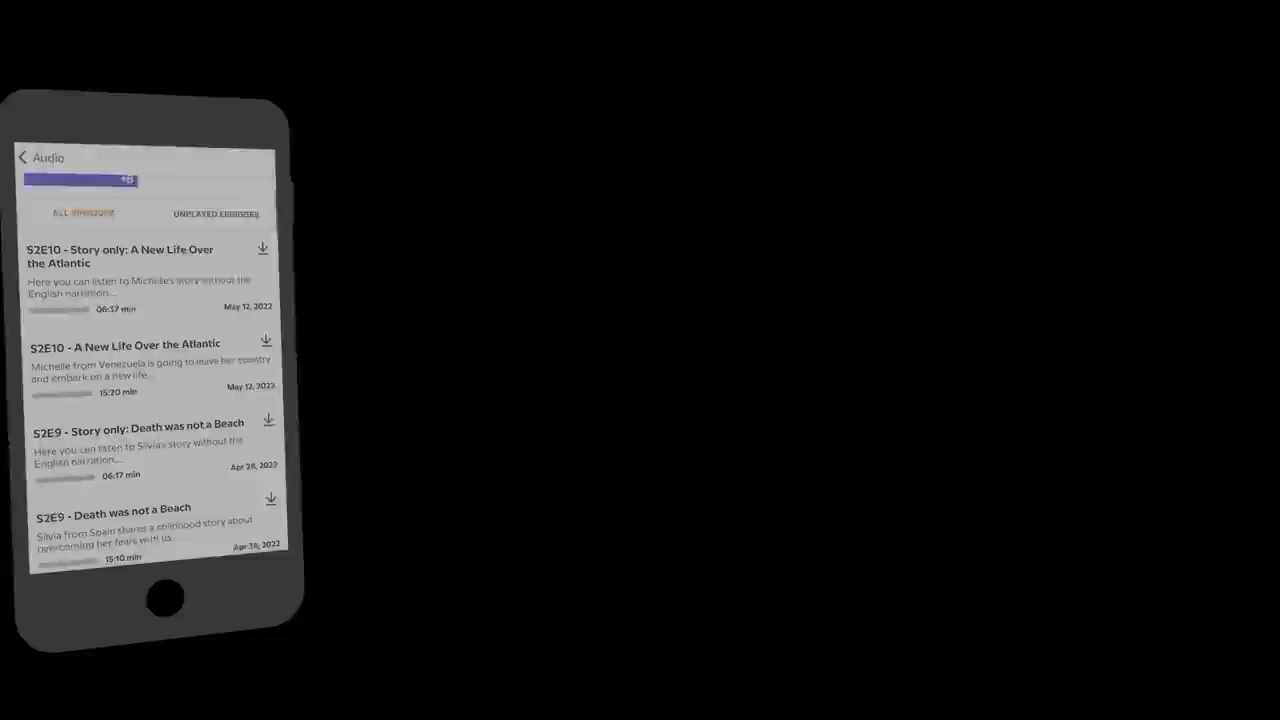 Audio
+8
ALL EPISODES
UNPLAYED EPISODES
S2E10 - Story only: A New Life Over
the Atlantic
Here you can listen to Michelle's story without the
English narration...
06:37 min
May 12, 2022
S2E10 - A New Life Over the Atlantic
Michelle from Venezuela is going to leave her country
and embark on a new life...
15:20 min
May 12, 2022
S2E9 - Story only: Death was not a Beach
Here you can listen to Silvia's story without the
English narration...
06:17 min
Apr 28, 2022
S2E9 - Death was not a Beach
Silvia from Spain shares a childhood story about
overcoming her fears with us.
15:10 min
Apr 28, 2022